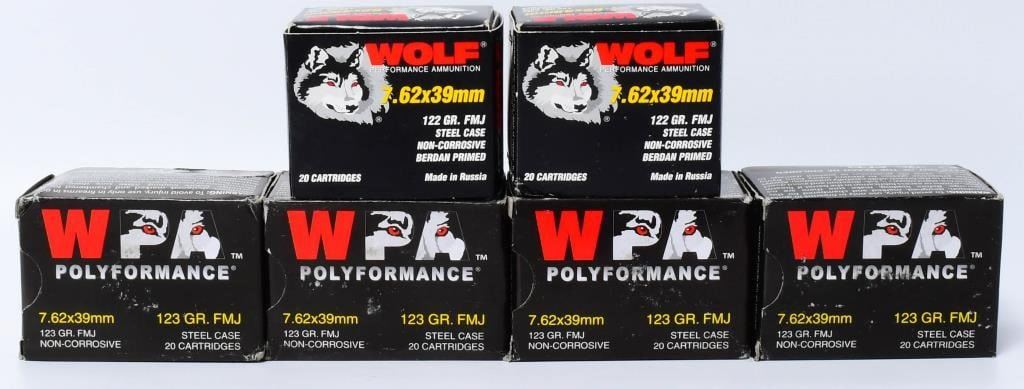 WOLF®
PERFORMANCE AMMUNITION
7.62x39mm
122 GR. FMJ
STEEL CASE
NON-CORROSIVE
BERDAN PRIMED
20 CARTRIDGES Made in Russia
WOLF®
PERFORMANCE AMMUNITION
7.62x39mm
122 GR. FMJ
STEEL CASE
NON-CORROSIVE
BERDAN PRIMED
20 CARTRIDGES Made in Russia
WPA™
POLYFORMANCE®
7.62x39mm 123 GR. FMJ
123 GR. FMJ STEEL CASE
NON-CORROSIVE 20 CARTRIDGES
WPA™
POLYFORMANCE®
7.62x39mm 123 GR. FMJ
123 GR. FMJ STEEL CASE
NON-CORROSIVE 20 CARTRIDGES
WPA™
POLYFORMANCE®
7.62x39mm 123 GR. FMJ
123 GR. FMJ STEEL CASE
NON-CORROSIVE 20 CARTRIDGES
WPA™
POLYFORMANCE®
7.62x39mm 123 GR. FMJ
123 GR. FMJ STEEL CASE
NON-CORROSIVE 20 CARTRIDGES